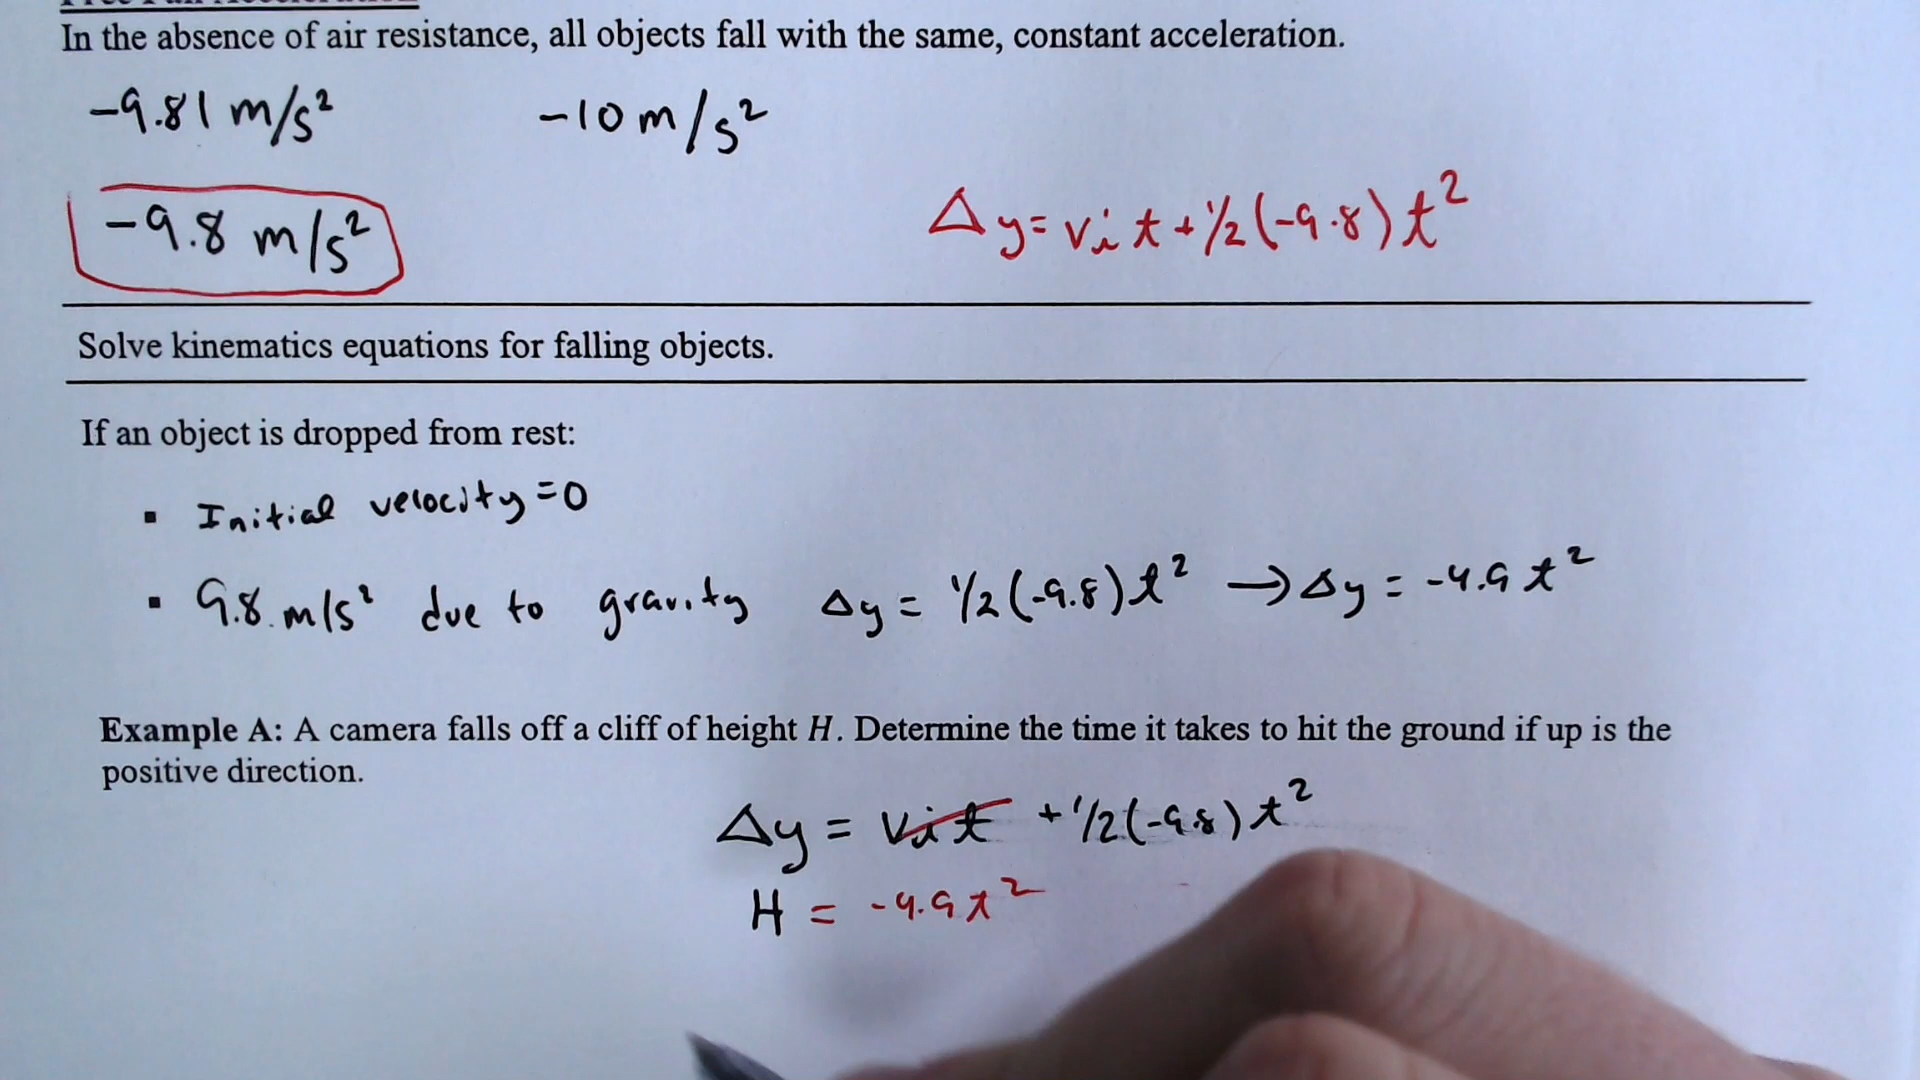 Free Fall Acceleration
In the absence of air resistance, all objects fall with the same, constant acceleration.
-9.81 m/s² -10 m/s²
-9.8 m/s² Δy = vit + 1/2(-9.8)t²
Solve kinematics equations for falling objects.
If an object is dropped from rest:
▪ Initial velocity = 0
▪ 9.8 m/s² due to gravity Δy = 1/2(-9.8)t² → Δy = -4.9t²
Example A: A camera falls off a cliff of height H. Determine the time it takes to hit the ground if up is the
positive direction.
Δy = vit + 1/2(-9.8)t²
H = -4.9t²